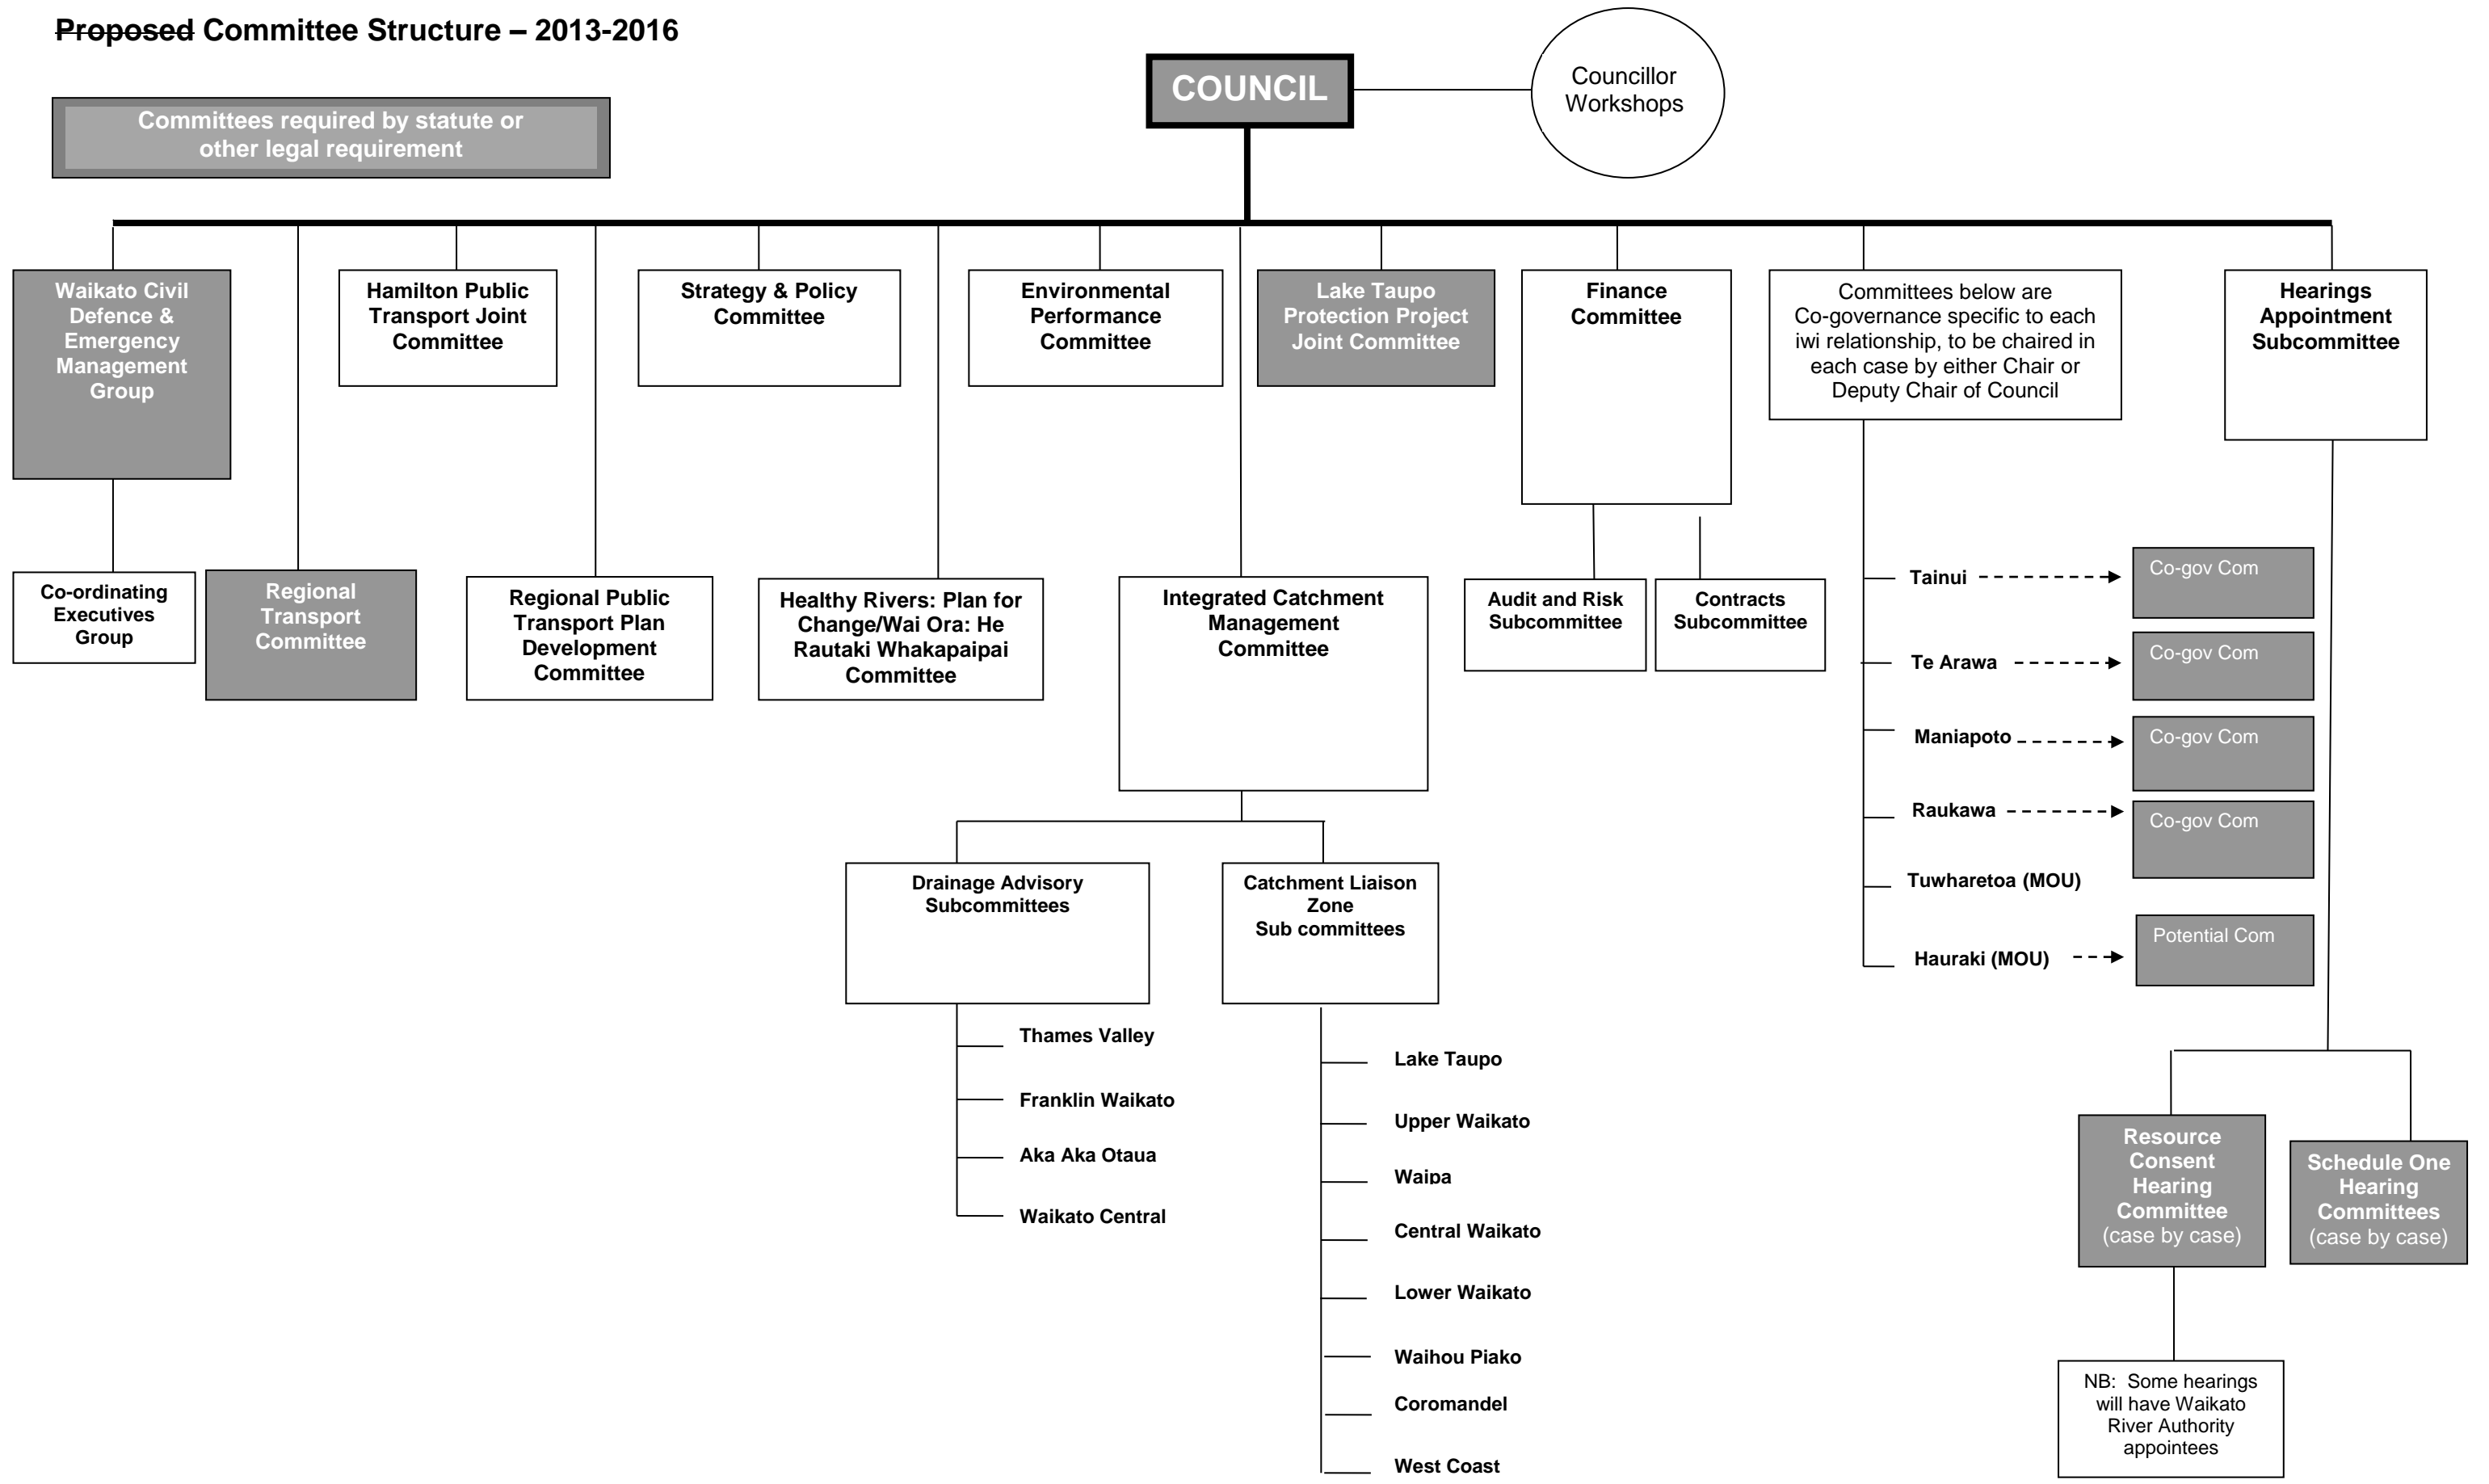 Proposed Committee Structure – 2013-2016
COUNCIL
Councillor
Workshops
Committees required by statute or
other legal requirement
Waikato Civil
Defence &
Emergency
Management
Group
Hamilton Public
Transport Joint
Committee
Strategy & Policy
Committee
Environmental
Performance
Committee
Lake Taupo
Protection Project
Joint Committee
Finance
Committee
Committees below are
Co-governance specific to each
iwi relationship, to be chaired in
each case by either Chair or
Deputy Chair of Council
Hearings
Appointment
Subcommittee
Co-ordinating
Executives
Group
Regional
Transport
Committee
Regional Public
Transport Plan
Development
Committee
Healthy Rivers: Plan for
Change/Wai Ora: He
Rautaki Whakapaipai
Committee
Integrated Catchment
Management
Committee
Audit and Risk
Subcommittee
Contracts
Subcommittee
Tainui
Co-gov Com
Te Arawa
Co-gov Com
Maniapoto
Co-gov Com
Raukawa
Co-gov Com
Tuwharetoa (MOU)
Hauraki (MOU)
Potential Com
Drainage Advisory
Subcommittees
Catchment Liaison
Zone
Sub committees
Thames Valley
Franklin Waikato
Aka Aka Otaua
Waikato Central
Lake Taupo
Upper Waikato
Waipa
Central Waikato
Lower Waikato
Waihou Piako
Coromandel
West Coast
Resource
Consent
Hearing
Committee
(case by case)
Schedule One
Hearing
Committees
(case by case)
NB: Some hearings
will have Waikato
River Authority
appointees